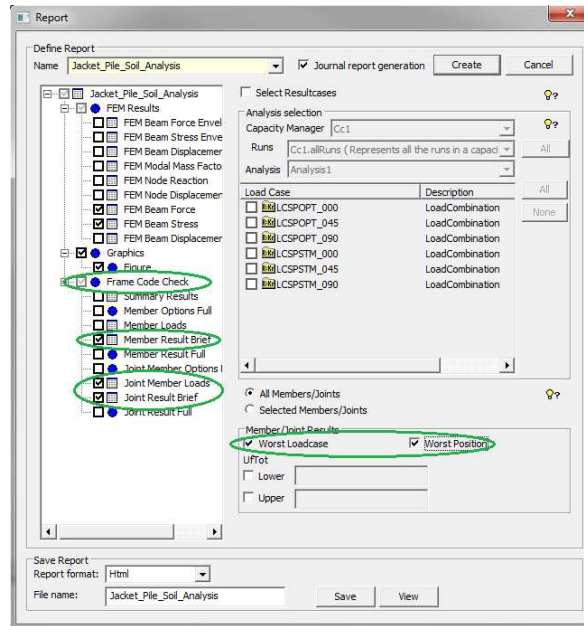 Report
Define Report
Name Jacket_Pile_Soil_Analysis Journal report generation Create Cancel
Jacket_Pile_Soil_Analysis
FEM Results
FEM Beam Force Envel
FEM Beam Stress Enve
FEM Beam Displacemer
FEM Modal Mass Facto
FEM Node Reaction
FEM Node Displacemer
FEM Beam Force
FEM Beam Stress
FEM Beam Displacemer
Graphics
Figure
Frame Code Check
Summary Results
Member Options Full
Member Loads
Member Result Brief
Member Result Full
Joint Member Options
Joint Member Loads
Joint Result Brief
Joint Result Full
Select Resultcases
Analysis selection
Capacity Manager Cc1
Runs Cc1.allRuns ( Represents all the runs in a capaci All
Analysis Analysis1
Load Case Description All
LCSPOPT_000 LoadCombination None
LCSPOPT_045 LoadCombination
LCSPOPT_090 LoadCombination
LCSPSTM_000 LoadCombination
LCSPSTM_045 LoadCombination
LCSPSTM_090 LoadCombination
All Members/Joints
Selected Members/Joints
Member/Joint Results
Worst Loadcase Worst Position
UfTot
Lower
Upper
Save Report
Report format: Html
File name: Jacket_Pile_Soil_Analysis Save View